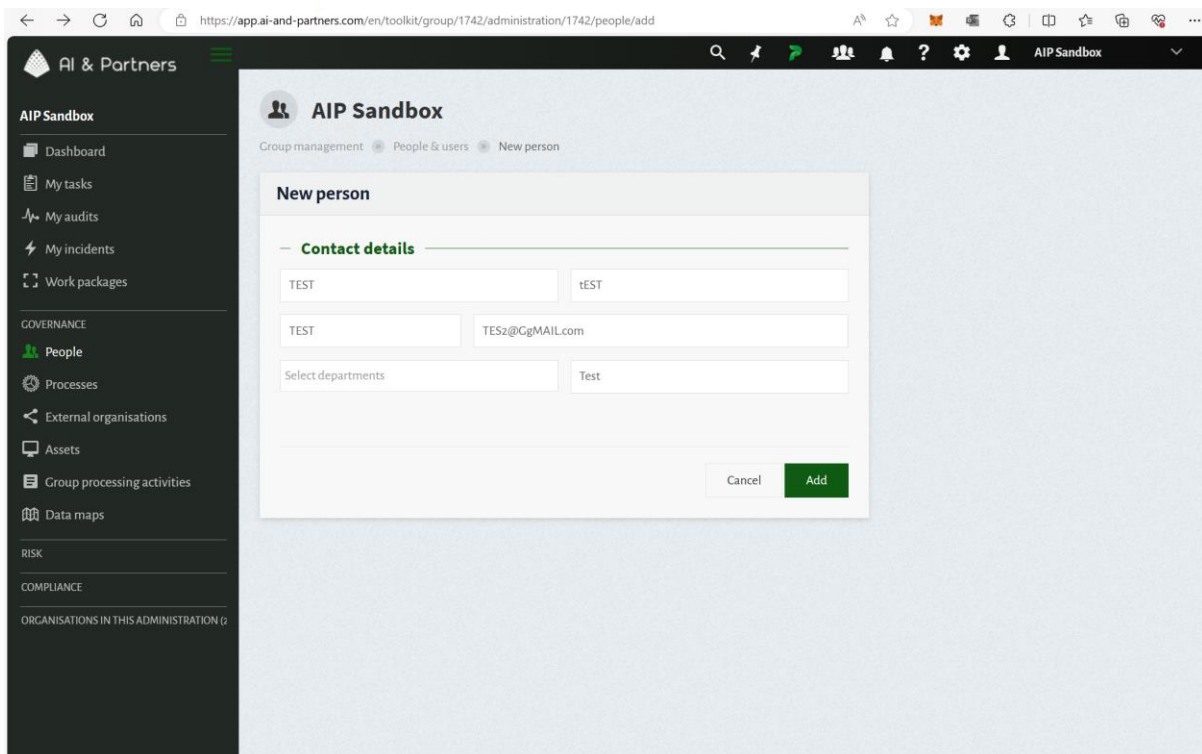 https://app.ai-and-partners.com/en/toolkit/group/1742/administration/1742/people/add
AI & Partners
AIP Sandbox
AIP Sandbox
Dashboard
My tasks
My audits
My incidents
Work packages
GOVERNANCE
People
Processes
External organisations
Assets
Group processing activities
Data maps
RISK
COMPLIANCE
ORGANISATIONS IN THIS ADMINISTRATION (2
AIP Sandbox
Group management People & users New person
New person
Contact details
TEST tEST
TEST TES2@GgMAIL.com
Select departments Test
Cancel Add